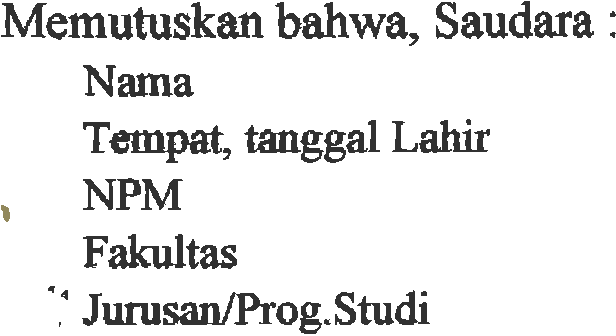 Memutuskan bahwa, Saudara :
Nama
Tempat, tanggal Lahir
NPM
Fakultas
Jurusan/Prog.Studi